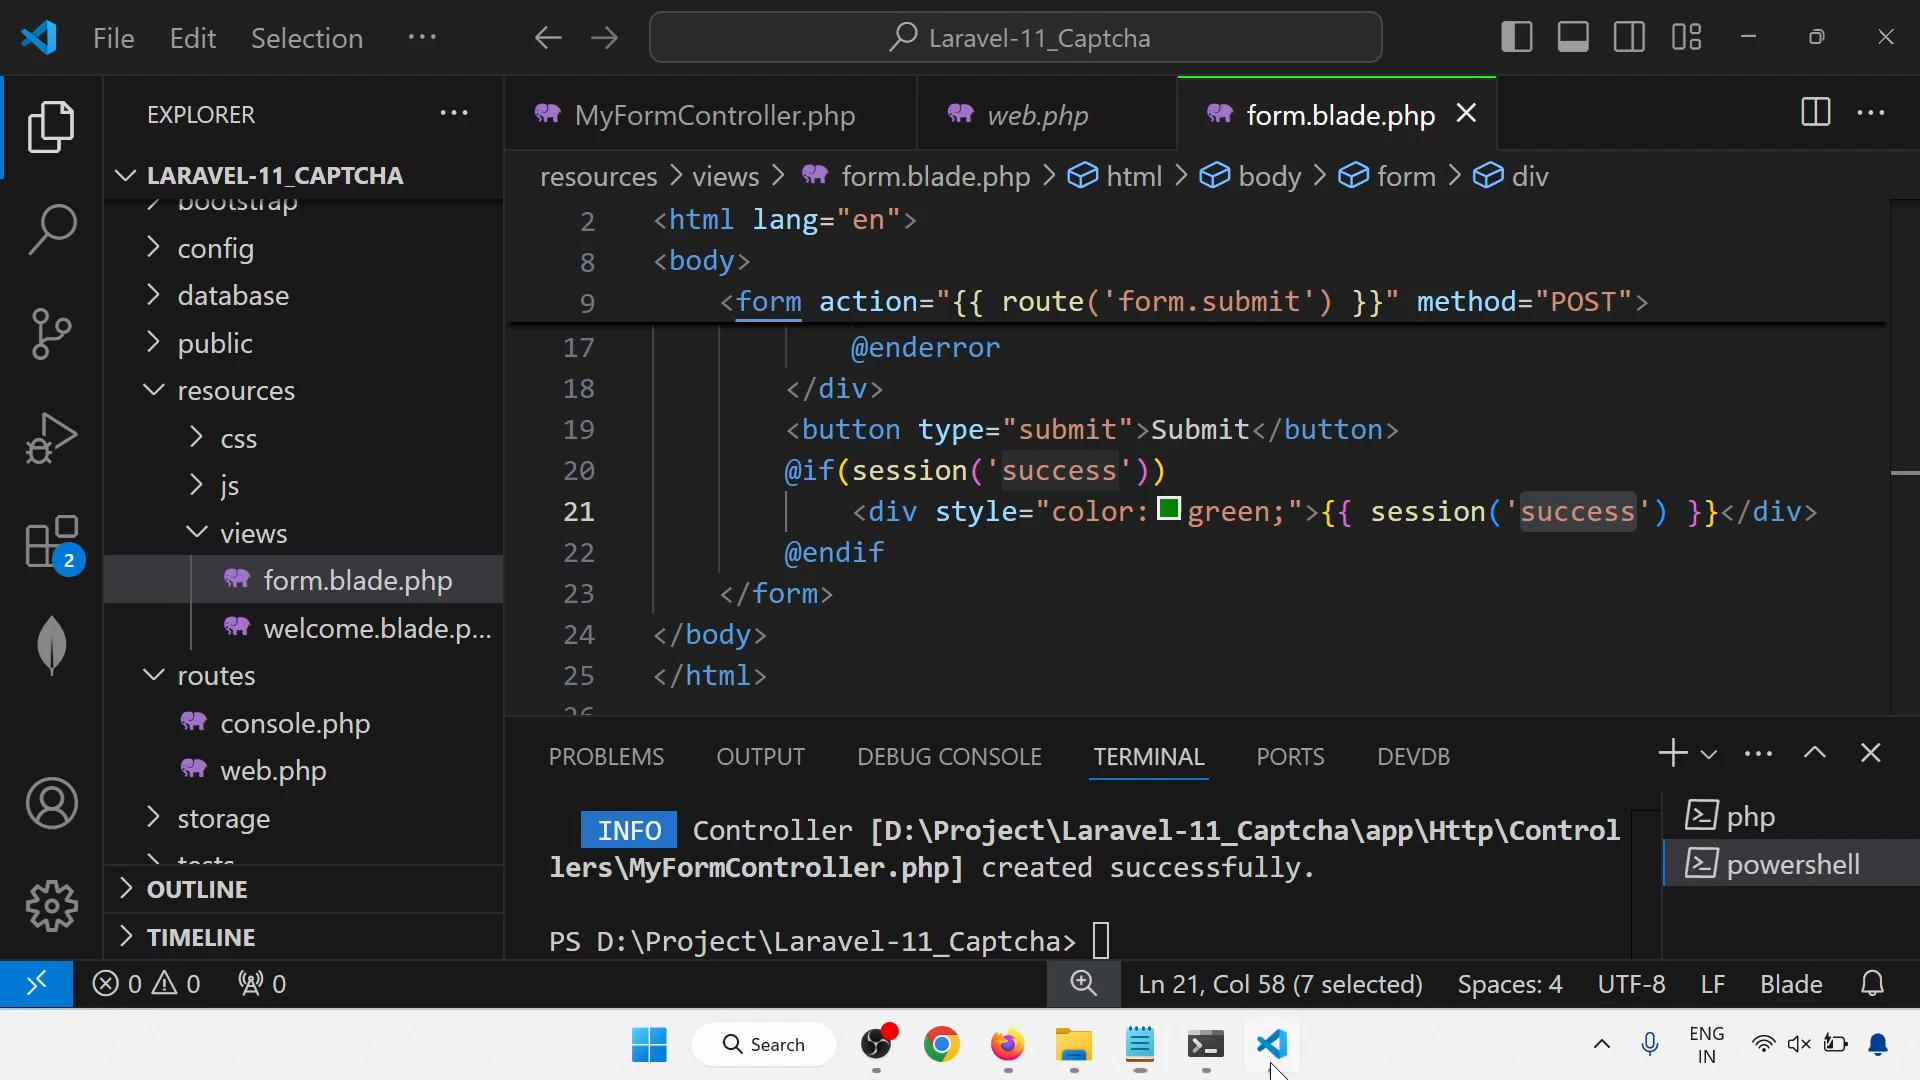 File Edit Selection ···
Laravel-11_Captcha
EXPLORER ···
LARAVEL-11_CAPTCHA
bootstrap
config
database
public
resources
css
js
views
form.blade.php
welcome.blade.p...
routes
console.php
web.php
storage
tests
OUTLINE
TIMELINE
2
MyFormController.php web.php form.blade.php
resources > views > form.blade.php > html > body > form > div
2 <html lang="en">
8 <body>
9 <form action="{{ route('form.submit') }}" method="POST">
17 @enderror
18 </div>
19 <button type="submit">Submit</button>
20 @if(session('success'))
21 <div style="color:green;">{{ session('success') }}</div>
22 @endif
23 </form>
24 </body>
25 </html>
26
PROBLEMS OUTPUT DEBUG CONSOLE TERMINAL PORTS DEVDB
INFO Controller [D:\Project\Laravel-11_Captcha\app\Http\Control
lers\MyFormController.php] created successfully.
PS D:\Project\Laravel-11_Captcha>
php
powershell
0 0 0
Ln 21, Col 58 (7 selected) Spaces: 4 UTF-8 LF Blade
Search
ENG
IN